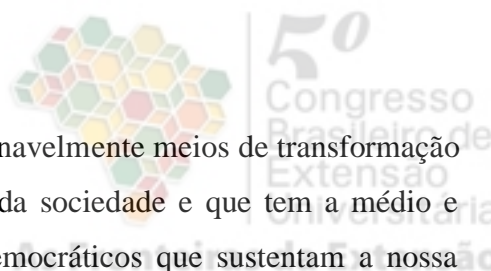 5º
Congresso
Brasileiro de
Extensão
Universitária
navelmente meios de transformação
da sociedade e que tem a médio e
emocráticos que sustentam a nossa